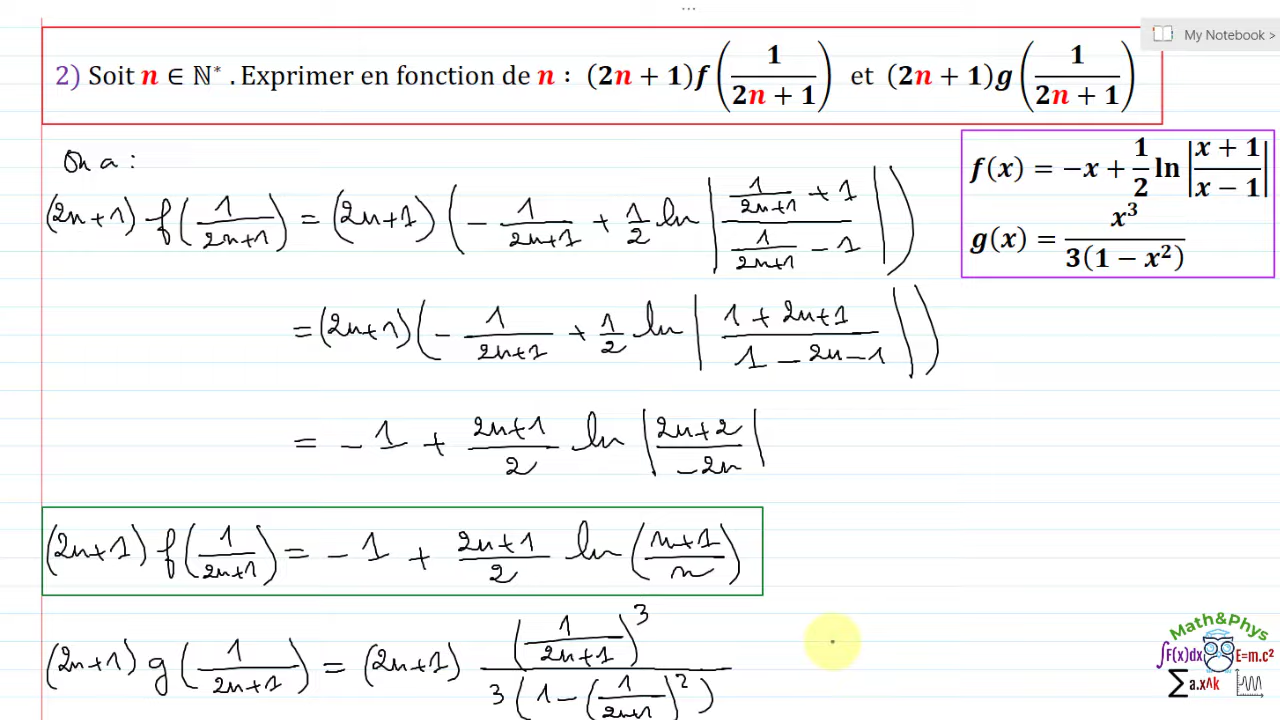 ...
My Notebook >
2) Soit n ∈ ℕ* . Exprimer en fonction de n : (2n + 1)f(1/(2n + 1)) et (2n + 1)g(1/(2n + 1))
On a :
f(x) = −x + 1/2 ln|(x + 1)/(x − 1)|
g(x) = x³/(3(1 − x²))
(2n+1) f(1/(2n+1)) = (2n+1) (− 1/(2n+1) + 1/2 ln |(1/(2n+1) + 1)/(1/(2n+1) − 1)|)
= (2n+1) (− 1/(2n+1) + 1/2 ln |(1 + 2n+1)/(1 − 2n − 1)|)
= − 1 + (2n+1)/2 ln |(2n+2)/(−2n)|
(2n+1) f(1/(2n+1)) = − 1 + (2n+1)/2 ln ((n+1)/n)
(2n+1) g(1/(2n+1)) = (2n+1) (1/(2n+1))³/(3(1 − (1/(2n+1))²))
Math&Phys
∫F(x)dx E=m.c²
∑a.x^k